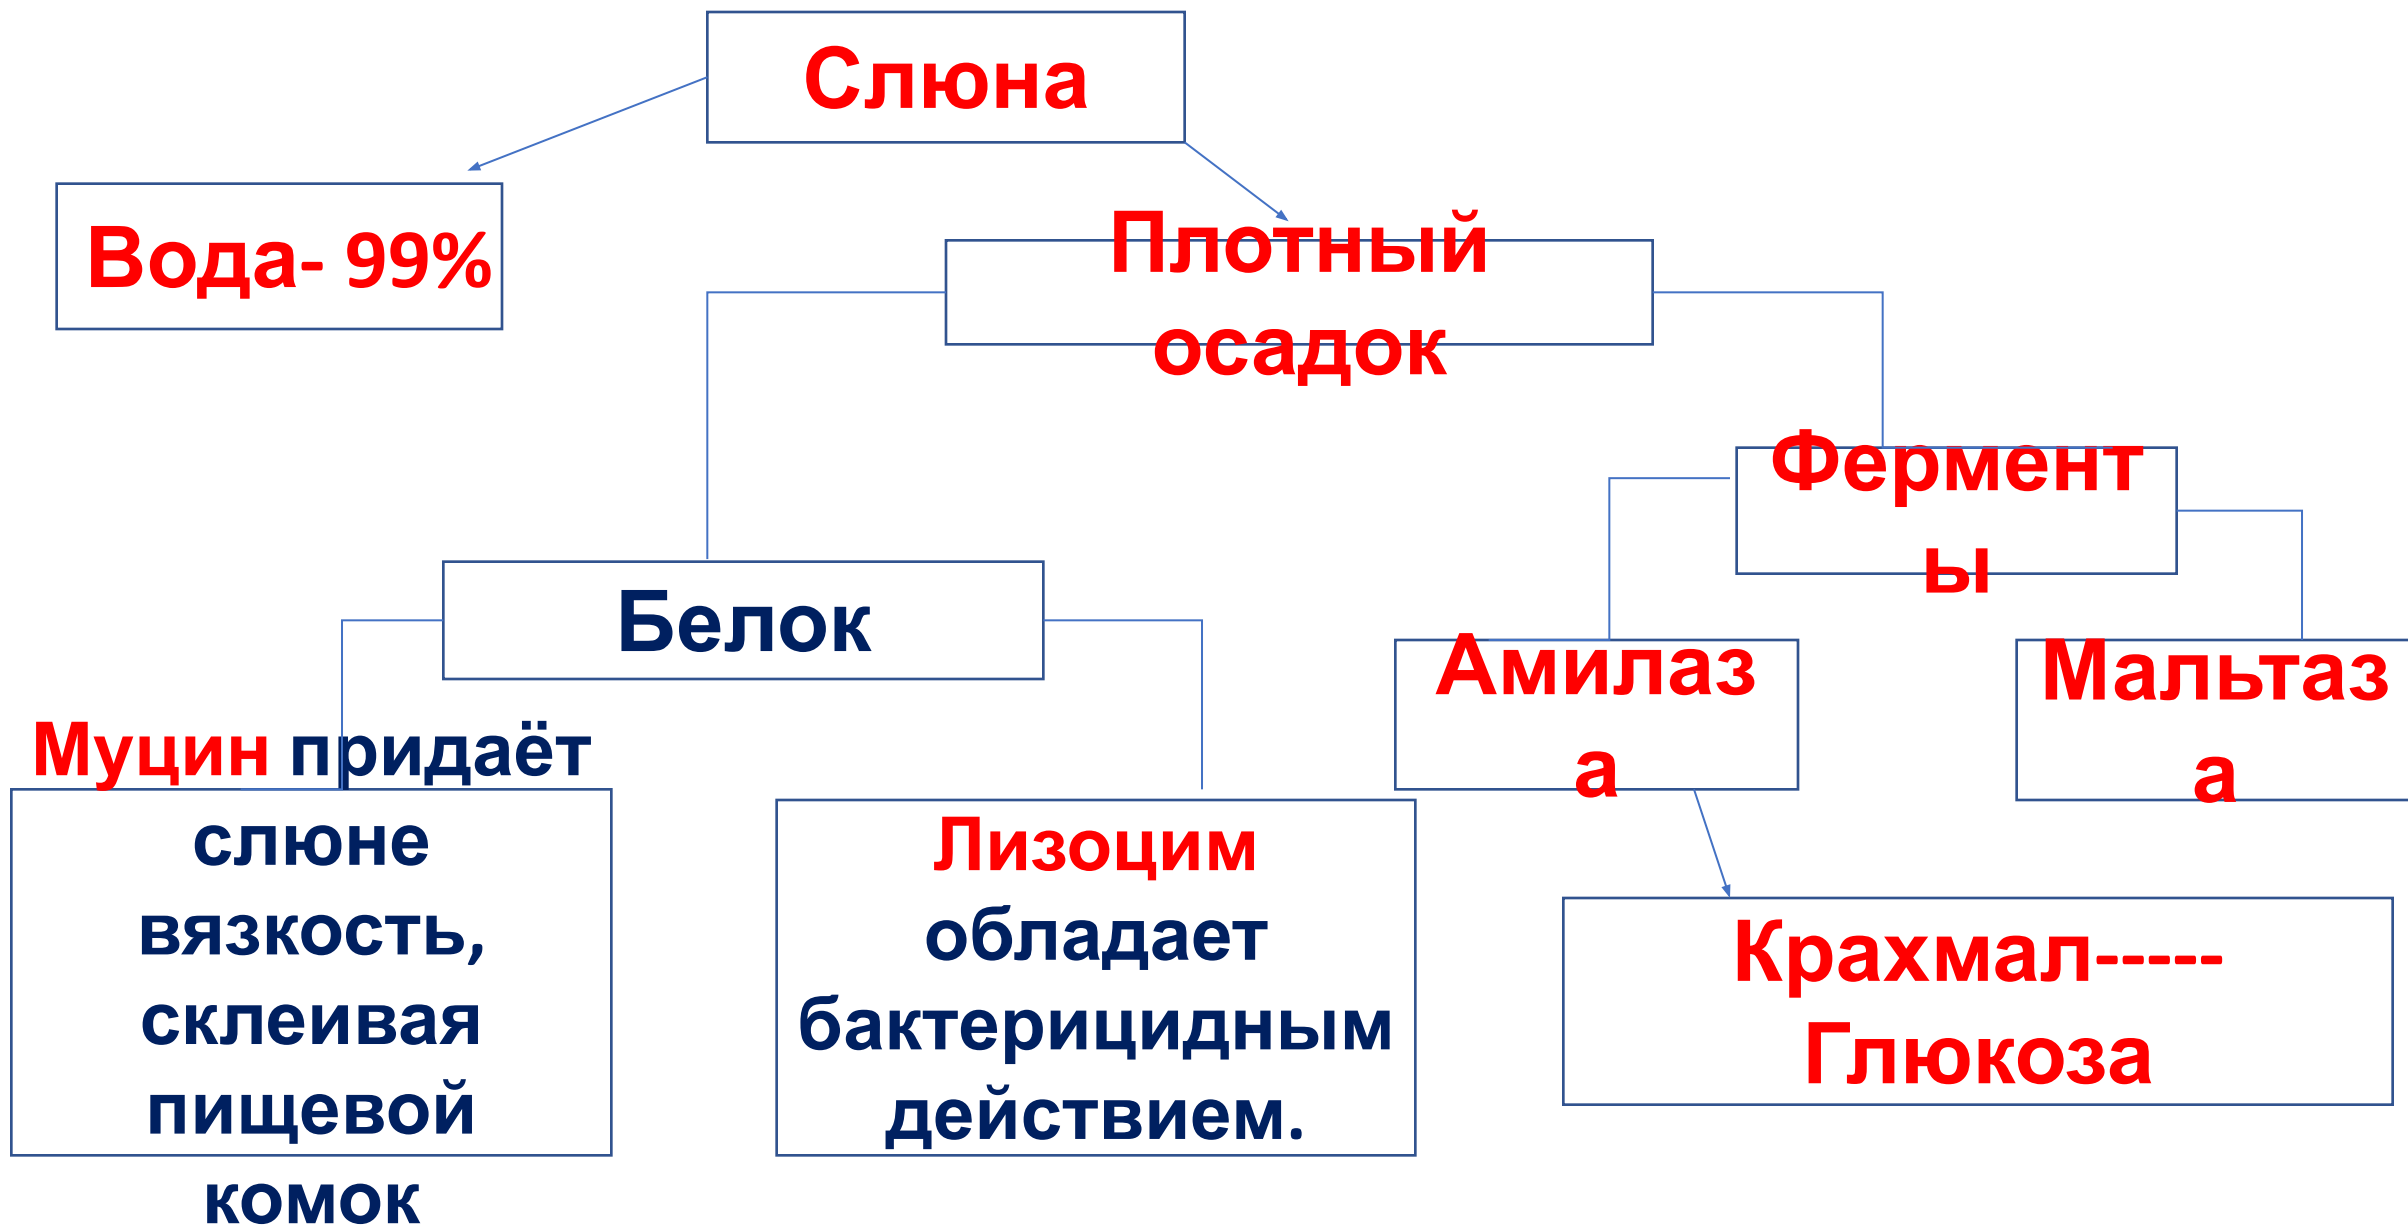 Слюна
Вода- 99%
Плотный
осадок
Фермент
ы
Белок
Амилаз
а
Мальтаз
а
Муцин придаёт
слюне
вязкость,
склеивая
пищевой
комок
Лизоцим
обладает
бактерицидным
действием.
Крахмал-----
Глюкоза